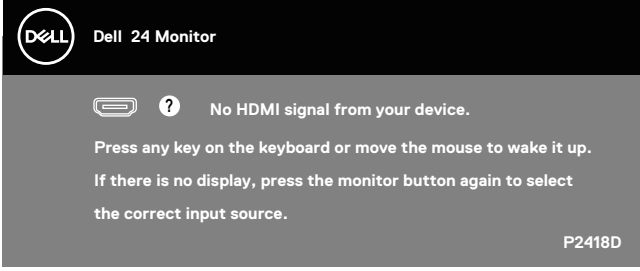 DELL
Dell 24 Monitor
? No HDMI signal from your device.
Press any key on the keyboard or move the mouse to wake it up.
If there is no display, press the monitor button again to select
the correct input source.
P2418D